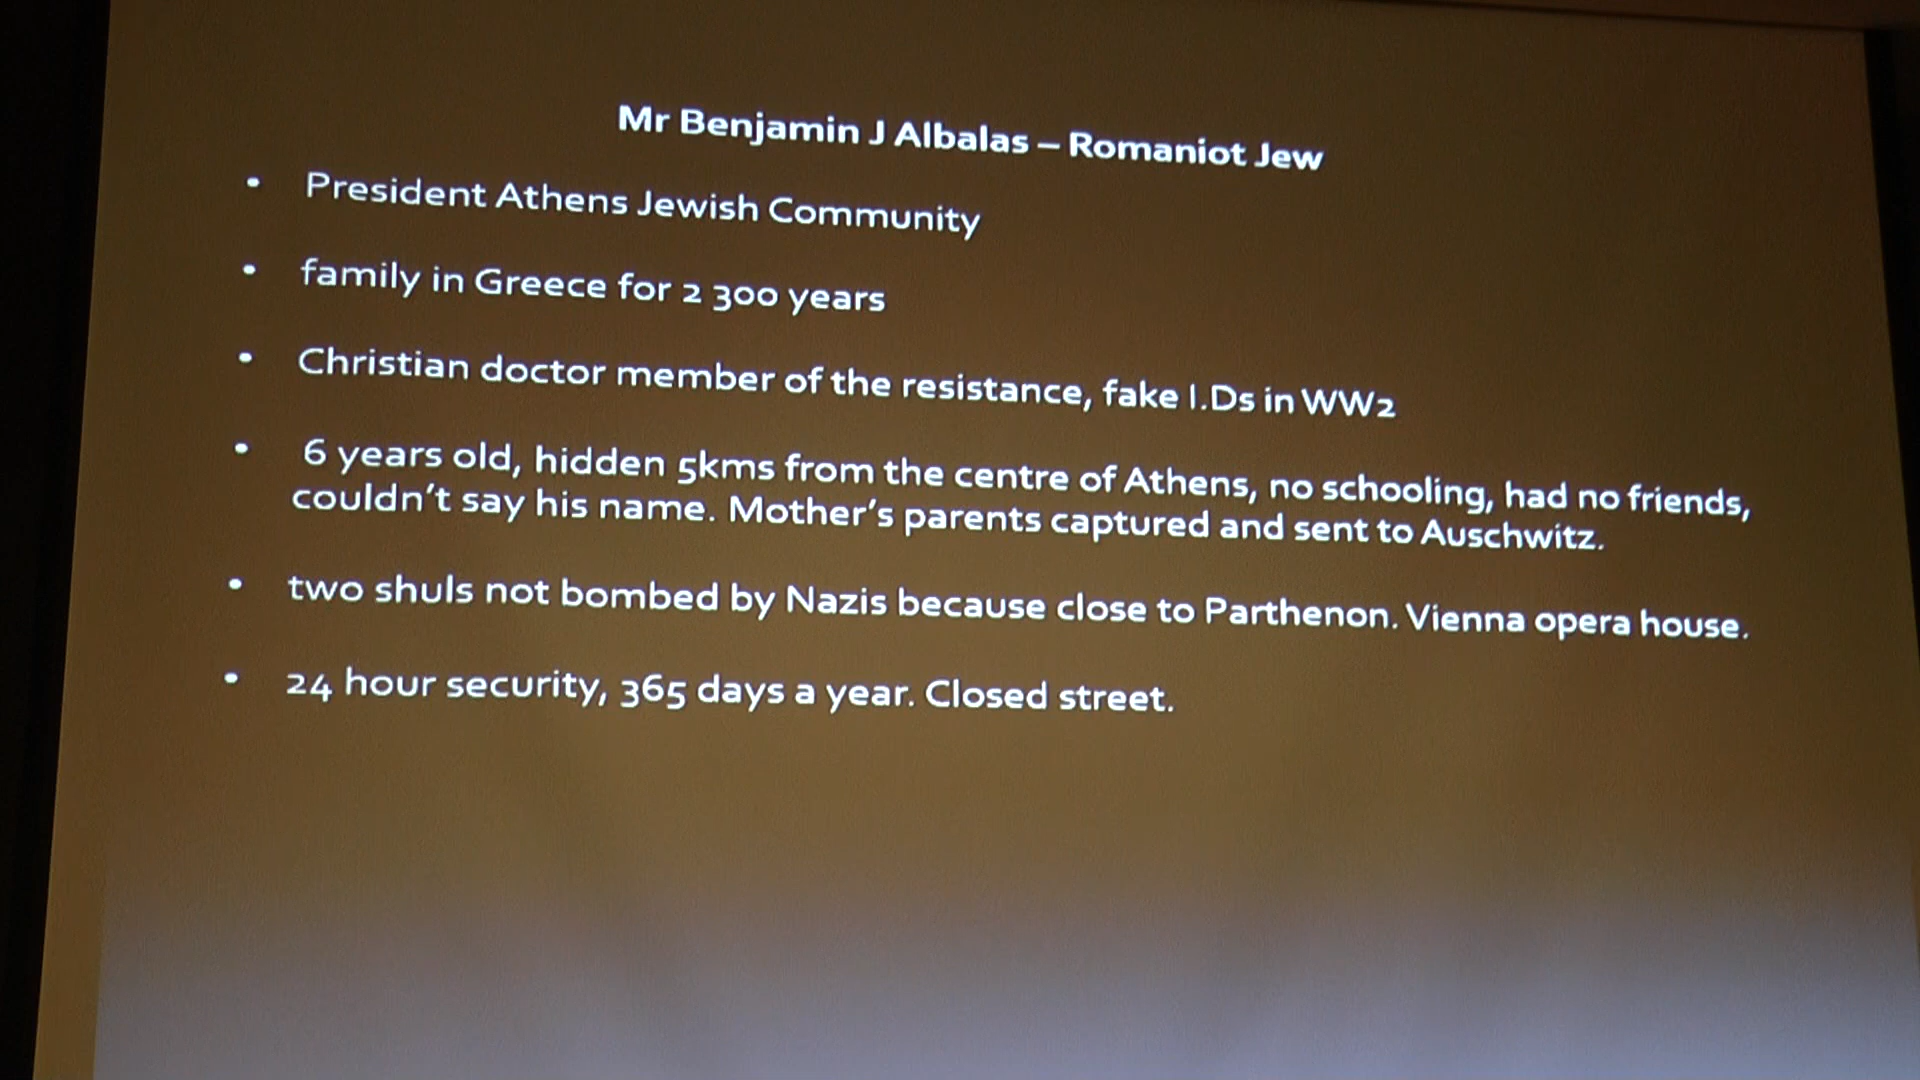 Mr Benjamin J Albalas – Romaniot Jew
• President Athens Jewish Community
• family in Greece for 2 300 years
• Christian doctor member of the resistance, fake I.Ds in WW2
• 6 years old, hidden 5kms from the centre of Athens, no schooling, had no friends,
couldn't say his name. Mother's parents captured and sent to Auschwitz.
• two shuls not bombed by Nazis because close to Parthenon. Vienna opera house.
• 24 hour security, 365 days a year. Closed street.